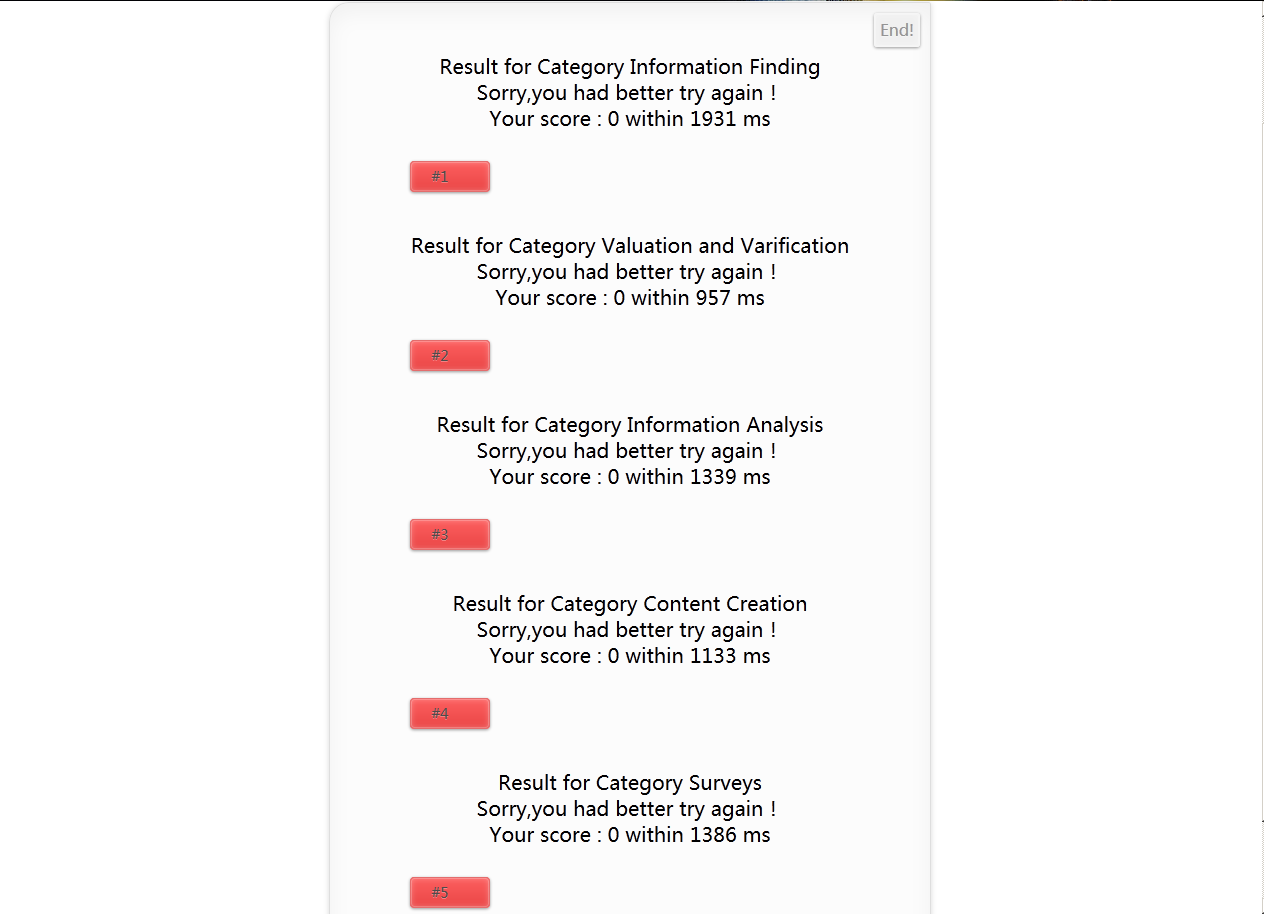 End!
Result for Category Information Finding
Sorry,you had better try again !
Your score : 0 within 1931 ms
#1
Result for Category Valuation and Varification
Sorry,you had better try again !
Your score : 0 within 957 ms
#2
Result for Category Information Analysis
Sorry,you had better try again !
Your score : 0 within 1339 ms
#3
Result for Category Content Creation
Sorry,you had better try again !
Your score : 0 within 1133 ms
#4
Result for Category Surveys
Sorry,you had better try again !
Your score : 0 within 1386 ms
#5